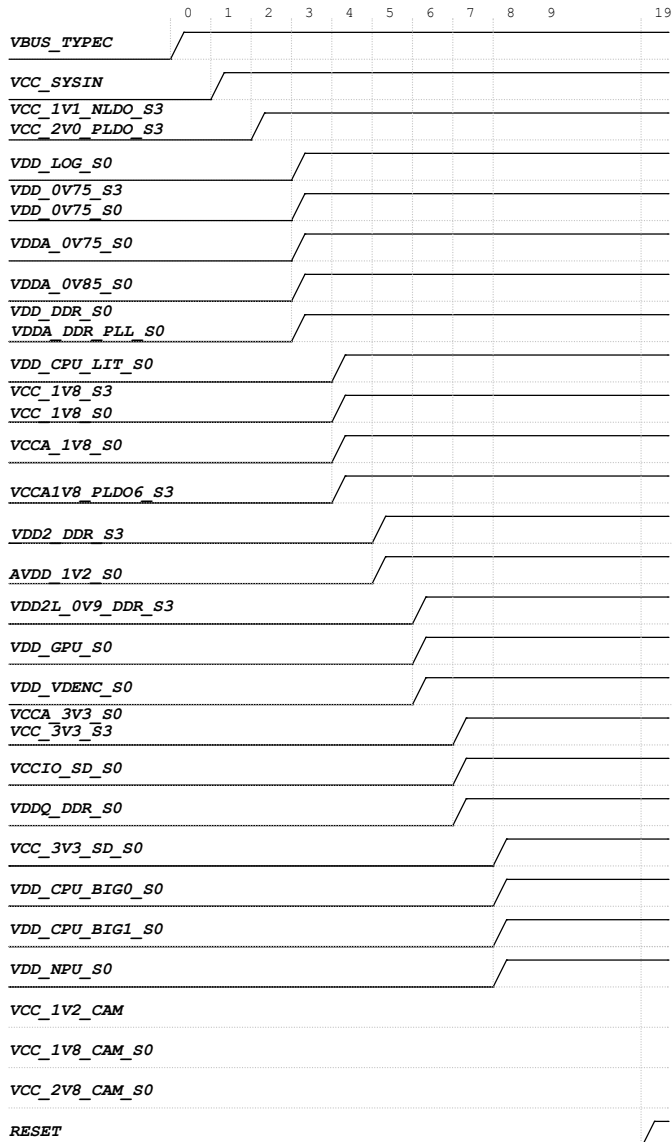 0 1 2 3 4 5 6 7 8 9 19
VBUS_TYPEC
VCC_SYSIN
VCC_1V1_NLDO_S3
VCC_2V0_PLDO_S3
VDD_LOG_S0
VDD_0V75_S3
VDD_0V75_S0
VDDA_0V75_S0
VDDA_0V85_S0
VDD_DDR_S0
VDDA_DDR_PLL_S0
VDD_CPU_LIT_S0
VCC_1V8_S3
VCC_1V8_S0
VCCA_1V8_S0
VCCA1V8_PLDO6_S3
VDD2_DDR_S3
AVDD_1V2_S0
VDD2L_0V9_DDR_S3
VDD_GPU_S0
VDD_VDENC_S0
VCCA_3V3_S0
VCC_3V3_S3
VCCIO_SD_S0
VDDQ_DDR_S0
VCC_3V3_SD_S0
VDD_CPU_BIG0_S0
VDD_CPU_BIG1_S0
VDD_NPU_S0
VCC_1V2_CAM
VCC_1V8_CAM_S0
VCC_2V8_CAM_S0
RESET